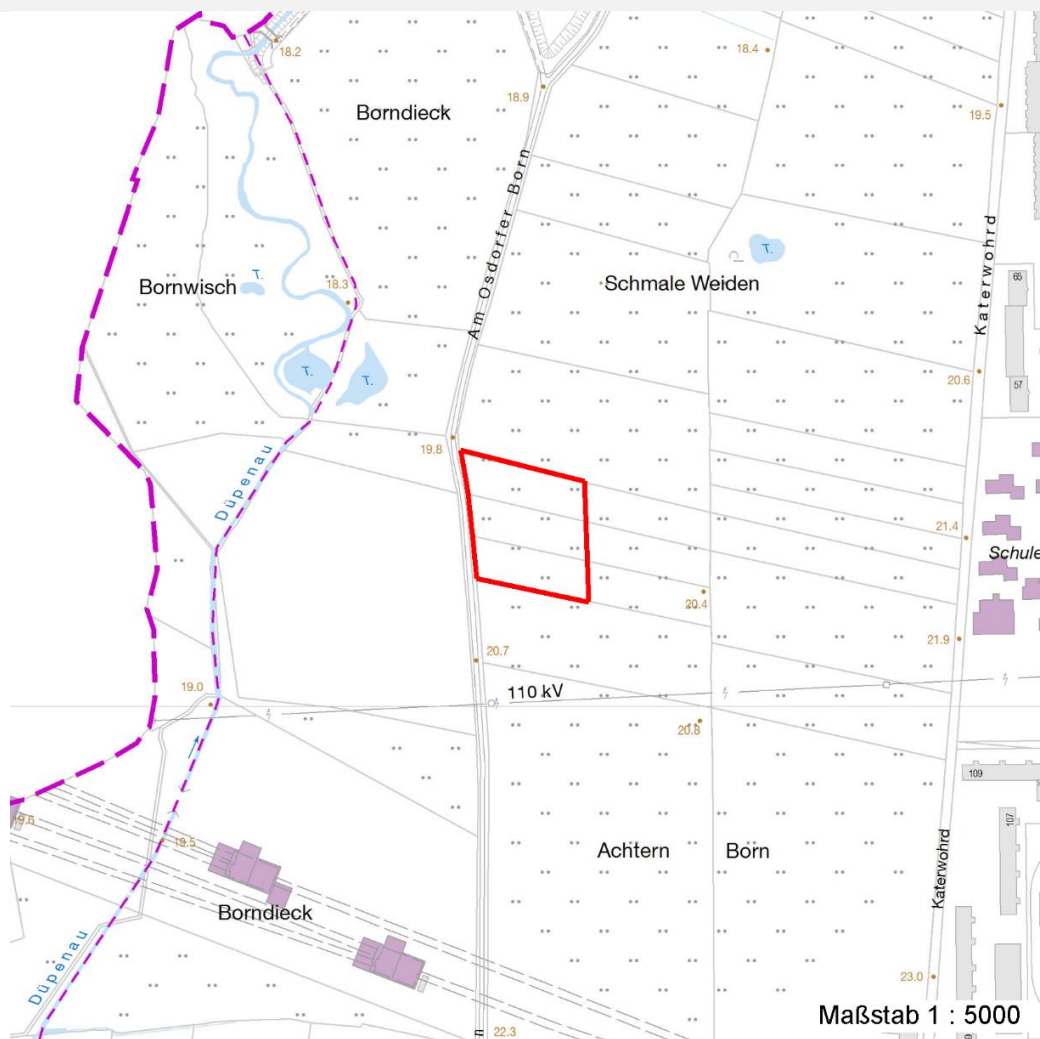 18.2
18.4
18.9
Borndieck
19.5
Am Osdorfer Born
Katerwohrd
T.
T.
Bornwisch
18.3
Schmale Weiden
65
T.
T.
20.6
57
19.8
Düpenau
21.4
Schule
20.4
21.9
20.7
19.0
110 kV
20.8
109
19.6
19.5
107
Achtern Born
Katerwohrd
Borndieck
Düpenau
23.0
Maßstab 1 : 5000
n
22.3